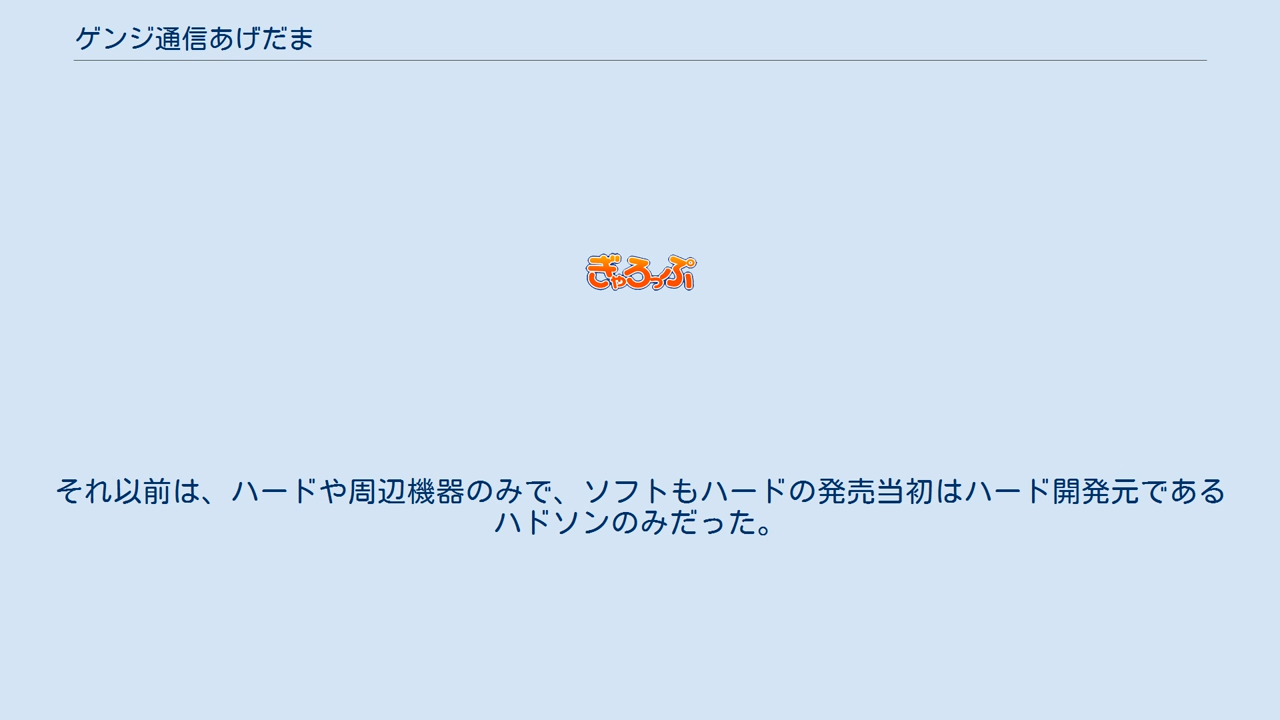 ゲンジ通信あげだま
ぎゃろっぷ
それ以前は、ハードや周辺機器のみで、ソフトもハードの発売当初はハード開発元である
ハドソンのみだった。